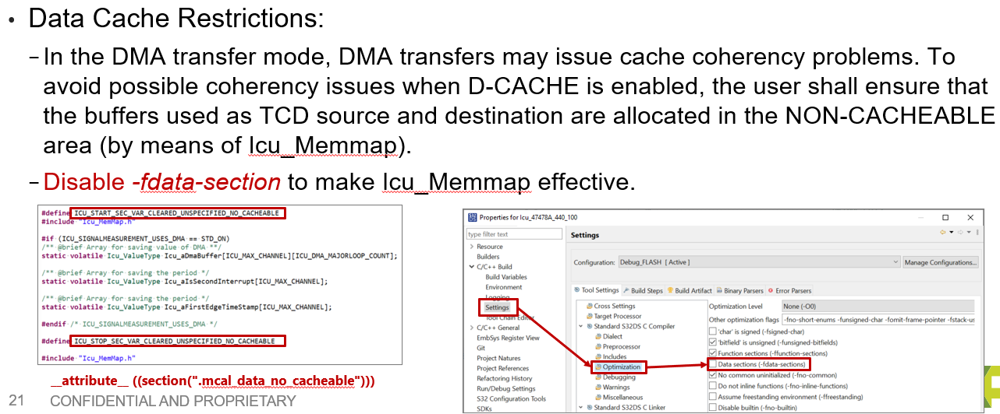 • Data Cache Restrictions:
– In the DMA transfer mode, DMA transfers may issue cache coherency problems. To
avoid possible coherency issues when D-CACHE is enabled, the user shall ensure that
the buffers used as TCD source and destination are allocated in the NON-CACHEABLE
area (by means of Icu_Memmap).
– Disable -fdata-section to make Icu_Memmap effective.
#define ICU_START_SEC_VAR_CLEARED_UNSPECIFIED_NO_CACHEABLE
#include "Icu_MemMap.h"
#if (ICU_SIGNALMEASUREMENT_USES_DMA == STD_ON)
/** @brief Array for saving value of DMA **/
static volatile Icu_ValueType Icu_aDmaBuffer[ICU_MAX_CHANNEL][ICU_DMA_MAJORLOOP_COUNT];
/** @brief Array for saving the period */
static volatile Icu_ValueType Icu_aIsSecondInterrupt[ICU_MAX_CHANNEL];
/** @brief Array for saving the period */
static volatile Icu_ValueType Icu_aFirstEdgeTimeStamp[ICU_MAX_CHANNEL];
#endif /* ICU_SIGNALMEASUREMENT_USES_DMA */
#define ICU_STOP_SEC_VAR_CLEARED_UNSPECIFIED_NO_CACHEABLE
#include "Icu_MemMap.h"
__attribute__ ((section(".mcal_data_no_cacheable")))
Properties for Icu_47478A_440_100
type filter text
Resource
Builders
C/C++ Build
Build Variables
Environment
Logging
Settings
Tool Chain Editor
C/C++ General
EmbSys Register View
Git
Project Natures
Project References
Refactoring History
Run/Debug Settings
S32 Configuration Tools
SDKs
Settings
Configuration: Debug_FLASH [ Active ]
Manage Configurations...
Tool Settings Build Steps Build Artifact Binary Parsers Error Parsers
Cross Settings
Target Processor
Standard S32DS C Compiler
Dialect
Preprocessor
Includes
Optimization
Debugging
Warnings
Miscellaneous
Standard S32DS C Linker
Optimization Level None (-O0)
Other optimization flags -fno-short-enums -funsigned-char -fomit-frame-pointer -fstack-us
'char' is signed (-fsigned-char)
'bitfield' is unsigned (-funsigned-bitfields)
Function sections (-ffunction-sections)
Data sections (-fdata-sections)
No common uninitialized (-fno-common)
Do not inline functions (-fno-inline-functions)
Assume freestanding environment (-ffreestanding)
Disable builtin (-fno-builtin)
21 CONFIDENTIAL AND PROPRIETARY